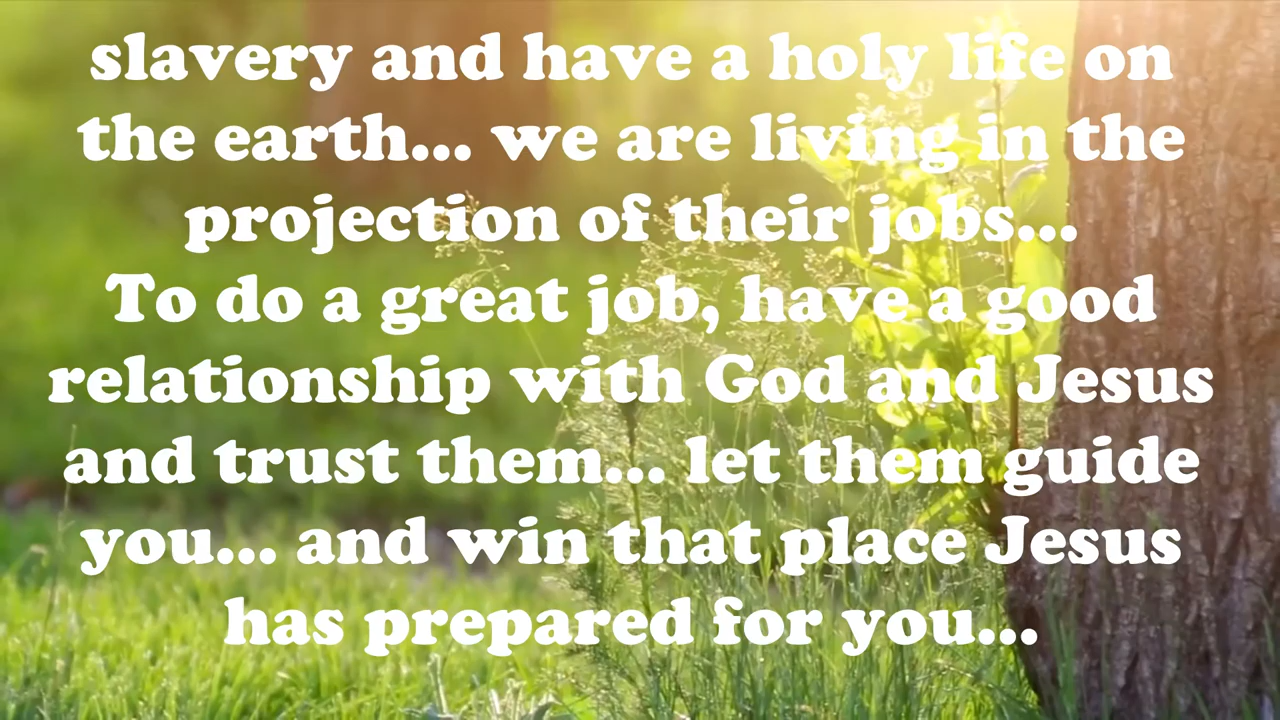 slavery and have a holy life on
the earth... we are living in the
projection of their jobs...
To do a great job, have a good
relationship with God and Jesus
and trust them... let them guide
you... and win that place Jesus
has prepared for you...